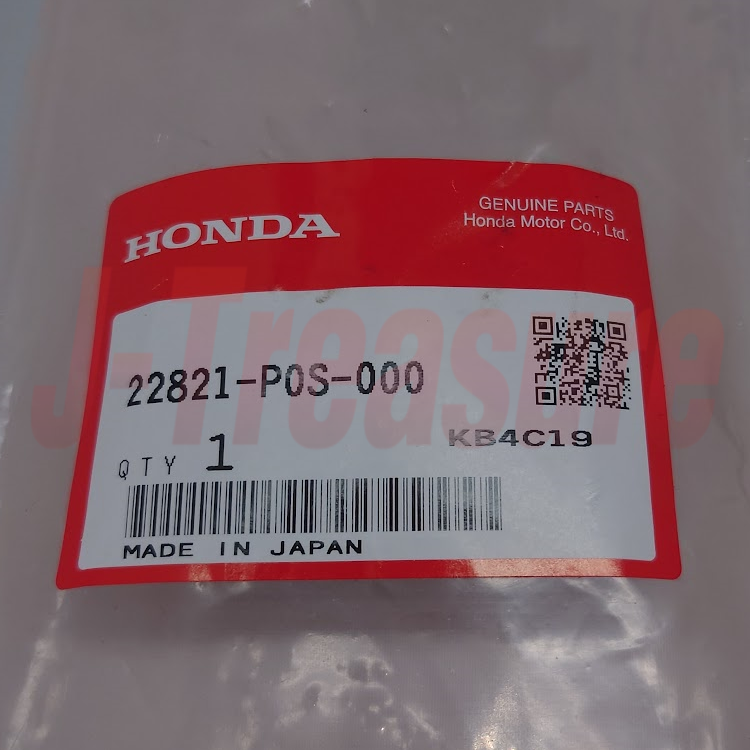 HONDA
GENUINE PARTS
Honda Motor Co., Ltd.
22821-P0S-000
KB4C19
QTY 1
MADE IN JAPAN
J-Treasure